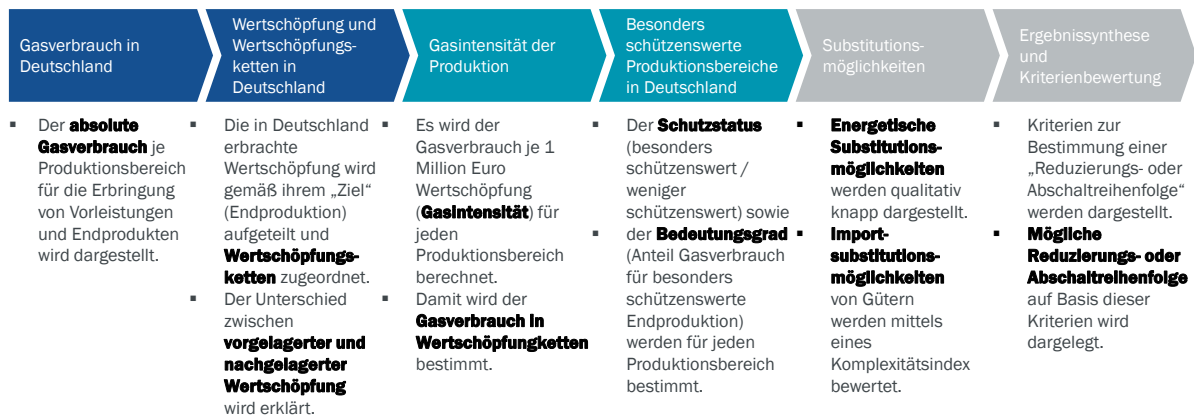 Gasverbrauch in
Deutschland
Wertschöpfung und
Wertschöpfungs-
ketten in
Deutschland
Gasintensität der
Produktion
Besonders
schützenswerte
Produktionsbereiche
in Deutschland
Substitutions-
möglichkeiten
Ergebnissynthese
und
Kriterienbewertung
▪ Der absolute
Gasverbrauch je
Produktionsbereich
für die Erbringung
von Vorleistungen
und Endprodukten
wird dargestellt.
▪ Die in Deutschland
erbrachte
Wertschöpfung wird
gemäß ihrem „Ziel“
(Endproduktion)
aufgeteilt und
Wertschöpfungs-
ketten zugeordnet.
▪ Der Unterschied
zwischen
vorgelagerter und
nachgelagerter
Wertschöpfung
wird erklärt.
▪ Es wird der
Gasverbrauch je 1
Million Euro
Wertschöpfung
(Gasintensität) für
jeden
Produktionsbereich
berechnet.
▪ Damit wird der
Gasverbrauch in
Wertschöpfungketten
bestimmt.
▪ Der Schutzstatus
(besonders
schützenswert /
weniger
schützenswert) sowie
▪ der Bedeutungsgrad
(Anteil Gasverbrauch
für besonders
schützenswerte
Endproduktion)
werden für jeden
Produktionsbereich
bestimmt.
▪ Energetische
Substitutions-
möglichkeiten
werden qualitativ
knapp dargestellt.
▪ Import-
substitutions-
möglichkeiten
von Gütern
werden mittels
eines
Komplexitätsindex
bewertet.
▪ Kriterien zur
Bestimmung einer
„Reduzierungs- oder
Abschaltreihenfolge“
werden dargestellt.
▪ Mögliche
Reduzierungs- oder
Abschaltreihenfolge
auf Basis dieser
Kriterien wird
dargelegt.